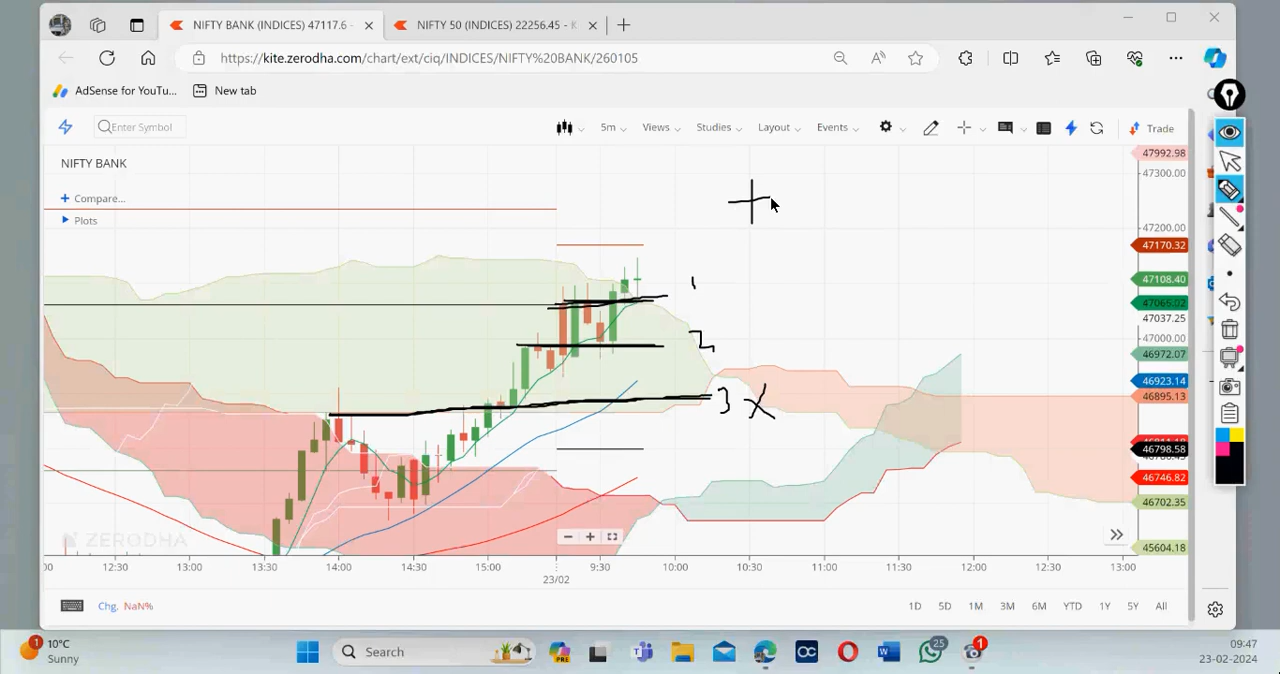 NIFTY BANK (INDICES) 47117.6 -
NIFTY 50 (INDICES) 22256.45 - K
https://kite.zerodha.com/chart/ext/ciq/INDICES/NIFTY%20BANK/260105
AdSense for YouTu...
New tab
Enter Symbol
5m
Views
Studies
Layout
Events
Trade
NIFTY BANK
Compare...
Plots
47992.98
47300.00
47200.00
47170.32
47108.40
47065.02
47037.25
47000.00
46972.07
46923.14
46895.13
46798.58
46746.82
46702.35
45604.18
1
2
3 X
ZERODHA
12:30
13:00
13:30
14:00
14:30
15:00
23/02
9:30
10:00
10:30
11:00
11:30
12:00
12:30
13:00
Chg. NaN%
1D
5D
1M
3M
6M
YTD
1Y
5Y
All
1
10°C
Sunny
Search
PRE
25
1
09:47
23-02-2024